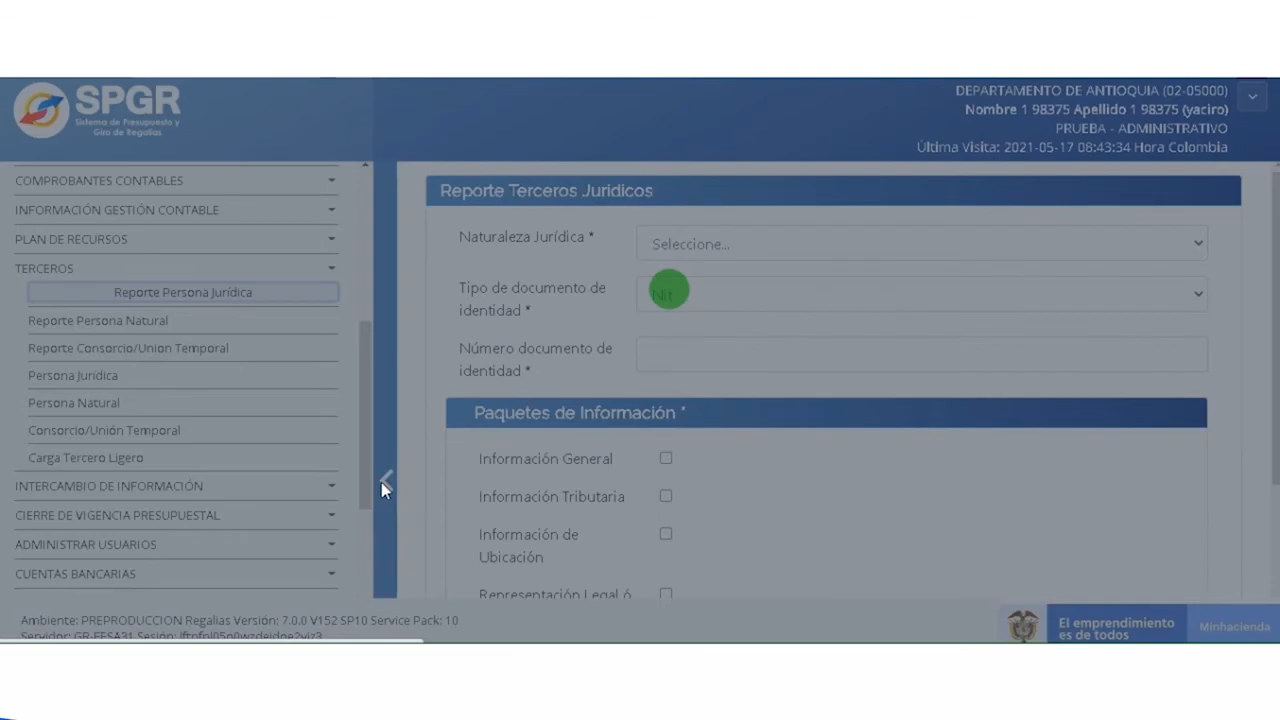 SPGR
Sistema de Presupuesto y
Giro de Regalías
DEPARTAMENTO DE ANTIOQUIA (02-05000)
Nombre 1 98375 Apellido 1 98375 (yaciro)
PRUEBA - ADMINISTRATIVO
Última Visita: 2021-05-17 08:43:34 Hora Colombia
COMPROBANTES CONTABLES
INFORMACIÓN GESTIÓN CONTABLE
PLAN DE RECURSOS
TERCEROS
Reporte Persona Jurídica
Reporte Persona Natural
Reporte Consorcio/Union Temporal
Persona Jurídica
Persona Natural
Consorcio/Unión Temporal
Carga Tercero Ligero
INTERCAMBIO DE INFORMACIÓN
CIERRE DE VIGENCIA PRESUPUESTAL
ADMINISTRAR USUARIOS
CUENTAS BANCARIAS
Reporte Terceros Juridicos
Naturaleza Jurídica *
Seleccione...
Tipo de documento de
identidad *
Nit
Número documento de
identidad *
Paquetes de Información *
Información General
Información Tributaria
Información de
Ubicación
Representación Legal ó
Ambiente: PREPRODUCCION Regalias Versión: 7.0.0 V152 SP10 Service Pack: 10
El emprendimiento
es de todos
Minhacienda